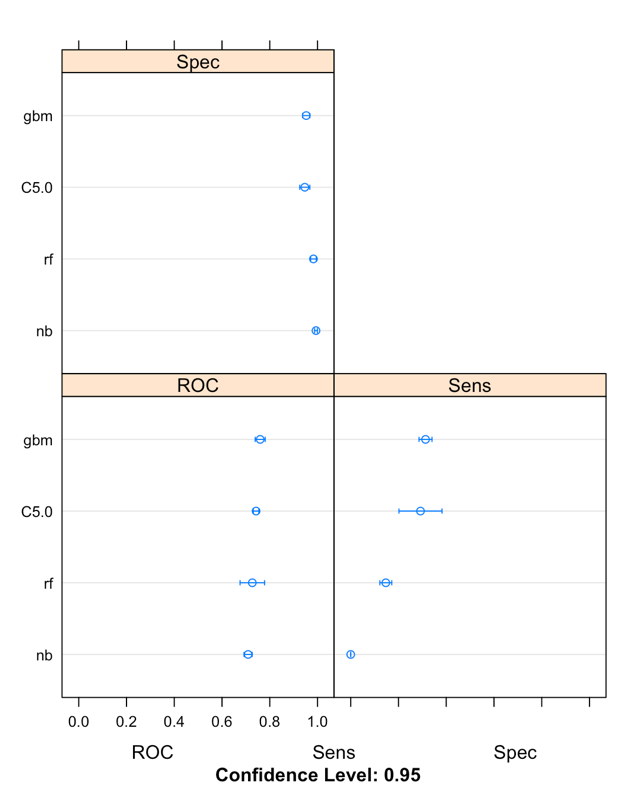 Spec
gbm
C5.0
rf
nb
ROC Sens
gbm
C5.0
rf
nb
0.0 0.2 0.4 0.6 0.8 1.0
ROC Sens Spec
Confidence Level: 0.95